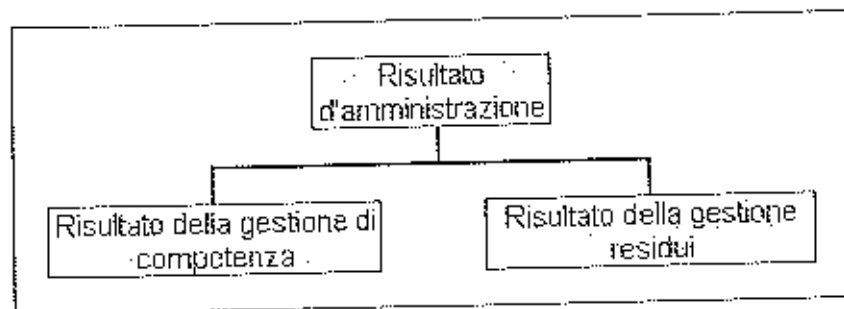 Risultato
d'amministrazione
Risultato della gestione di
competenza
Risultato della gestione
residui